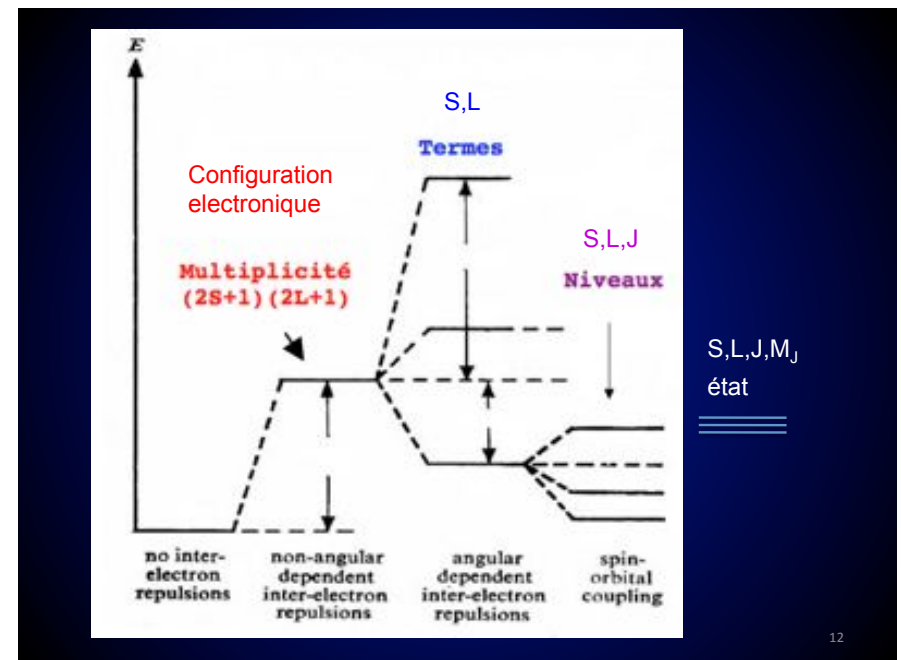 E
S,L
Termes
Configuration
electronique
S,L,J
Multiplicité
(2S+1)(2L+1)
Niveaux
S,L,J,MJ
état
no inter-
electron
repulsions
non-angular
dependent
inter-electron
repulsions
angular
dependent
inter-electron
repulsions
spin-
orbital
coupling
12